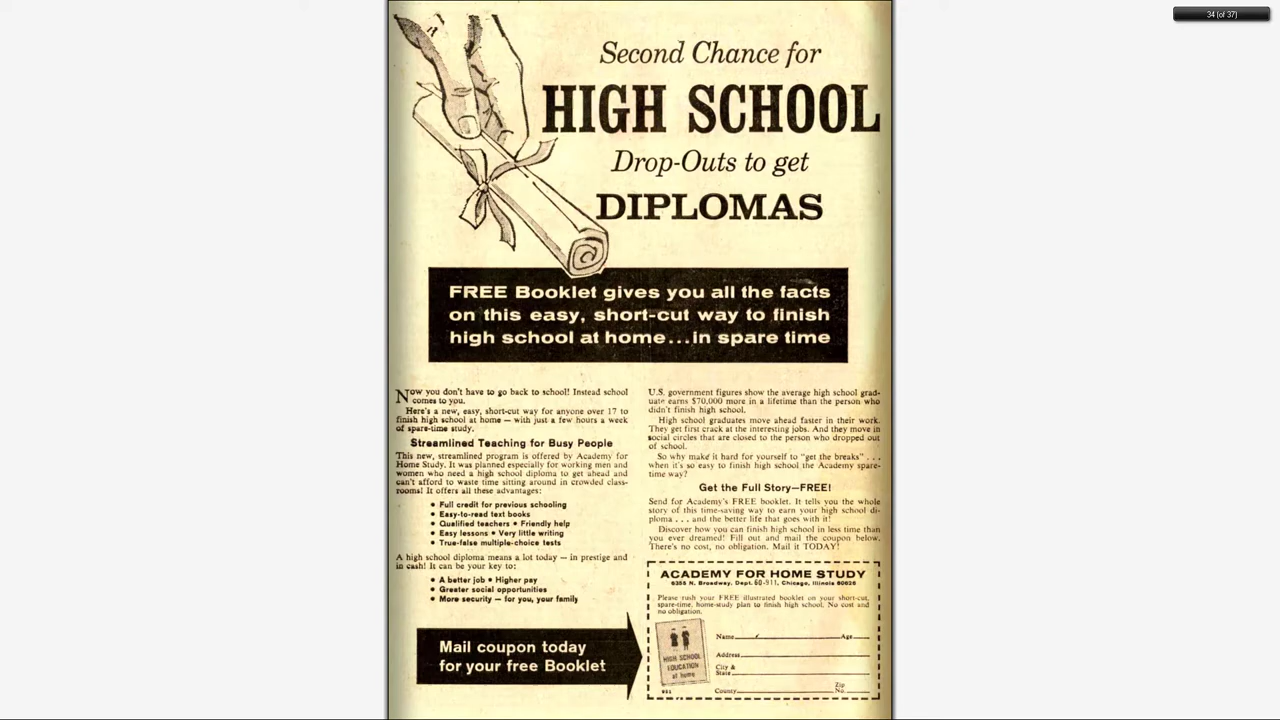 34 (of 37)
Second Chance for
HIGH SCHOOL
Drop-Outs to get
DIPLOMAS
FREE Booklet gives you all the facts
on this easy, short-cut way to finish
high school at home...in spare time
Now you don't have to go back to school! Instead school
comes to you.
Here's a new, easy, short-cut way for anyone over 17 to
finish high school at home — with just a few hours a week
of spare-time study.
Streamlined Teaching for Busy People
This new, streamlined program is offered by Academy for
Home Study. It was planned especially for working men and
women who need a high school diploma to get ahead and
can't afford to waste time sitting around in crowded class-
rooms! It offers all these advantages:
• Full credit for previous schooling
• Easy-to-read text books
• Qualified teachers • Friendly help
• Easy lessons • Very little writing
• True-false multiple-choice tests
A high school diploma means a lot today — in prestige and
in cash! It can be your key to:
• A better job • Higher pay
• Greater social opportunities
• More security — for you, your family
Mail coupon today
for your free Booklet
U.S. government figures show the average high school grad-
uate earns $70,000 more in a lifetime than the person who
didn't finish high school.
High school graduates move ahead faster in their work.
They get first crack at the interesting jobs. And they move in
social circles that are closed to the person who dropped out
of school.
So why make it hard for yourself to "get the breaks" . . .
when it's so easy to finish high school the Academy spare-
time way?
Get the Full Story—FREE!
Send for Academy's FREE booklet. It tells you the whole
story of this time-saving way to earn your high school di-
ploma . . . and the better life that goes with it!
Discover how you can finish high school in less time than
you ever dreamed! Fill out and mail the coupon below.
There's no cost, no obligation. Mail it TODAY!
ACADEMY FOR HOME STUDY
6355 N. Broadway, Dept. 60-911, Chicago, Illinois 60626
Please rush your FREE illustrated booklet on your short-cut,
spare-time, home-study plan to finish high school. No cost and
no obligation.
HIGH SCHOOL
EDUCATION
at home
Name Age
Address
City &
State
County Zip No.
911